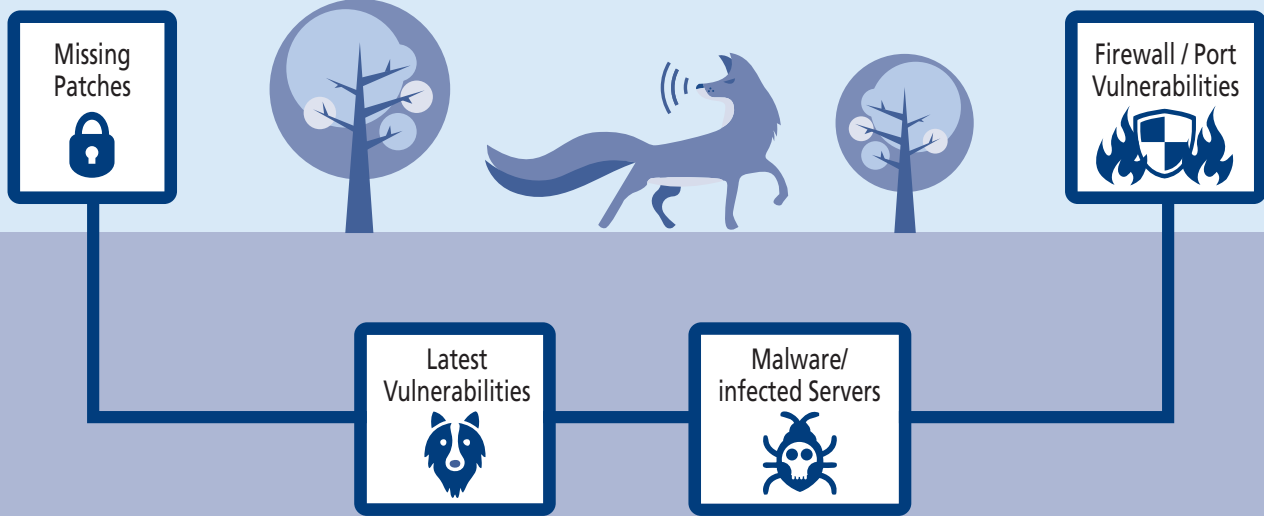 Missing
Patches
Firewall / Port
Vulnerabilities
Latest
Vulnerabilities
Malware/
infected Servers